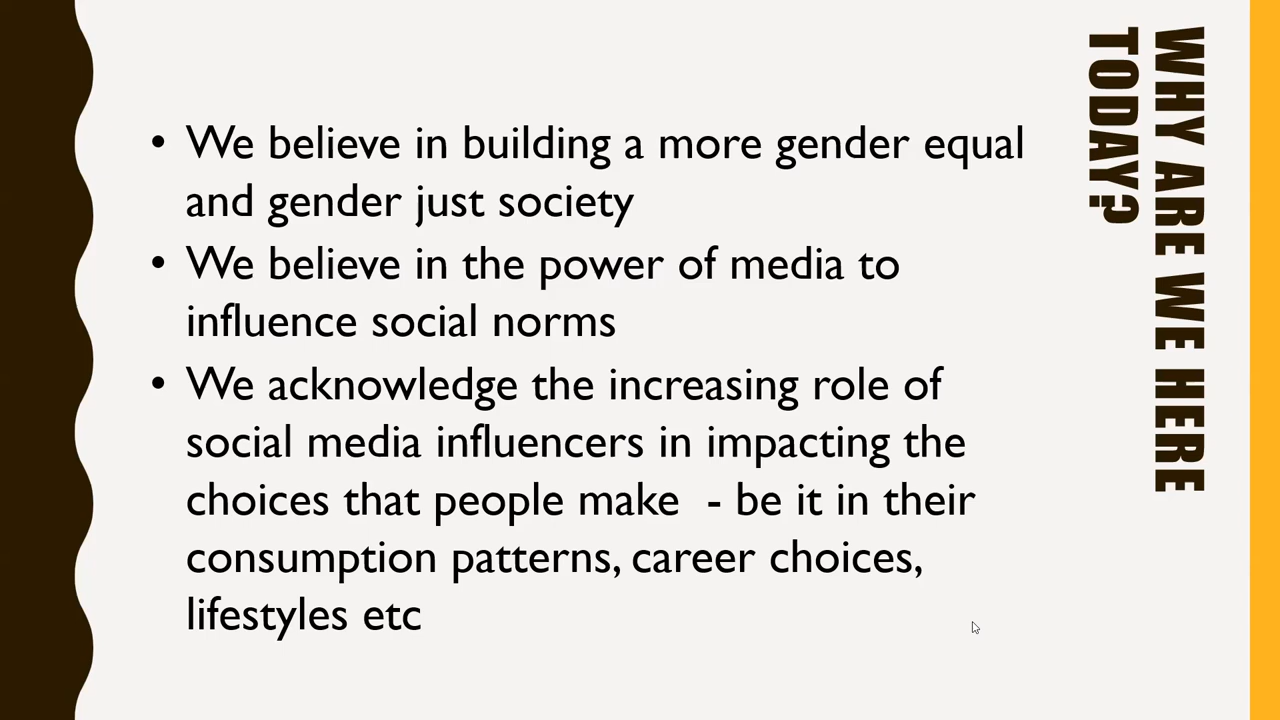 WHY ARE WE HERE
TODAY?
• We believe in building a more gender equal
and gender just society
• We believe in the power of media to
influence social norms
• We acknowledge the increasing role of
social media influencers in impacting the
choices that people make  - be it in their
consumption patterns, career choices,
lifestyles etc